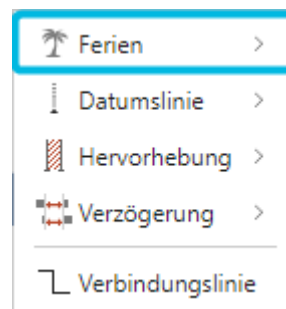 Ferien
Datumslinie
Hervorhebung
Verzögerung
Verbindungslinie